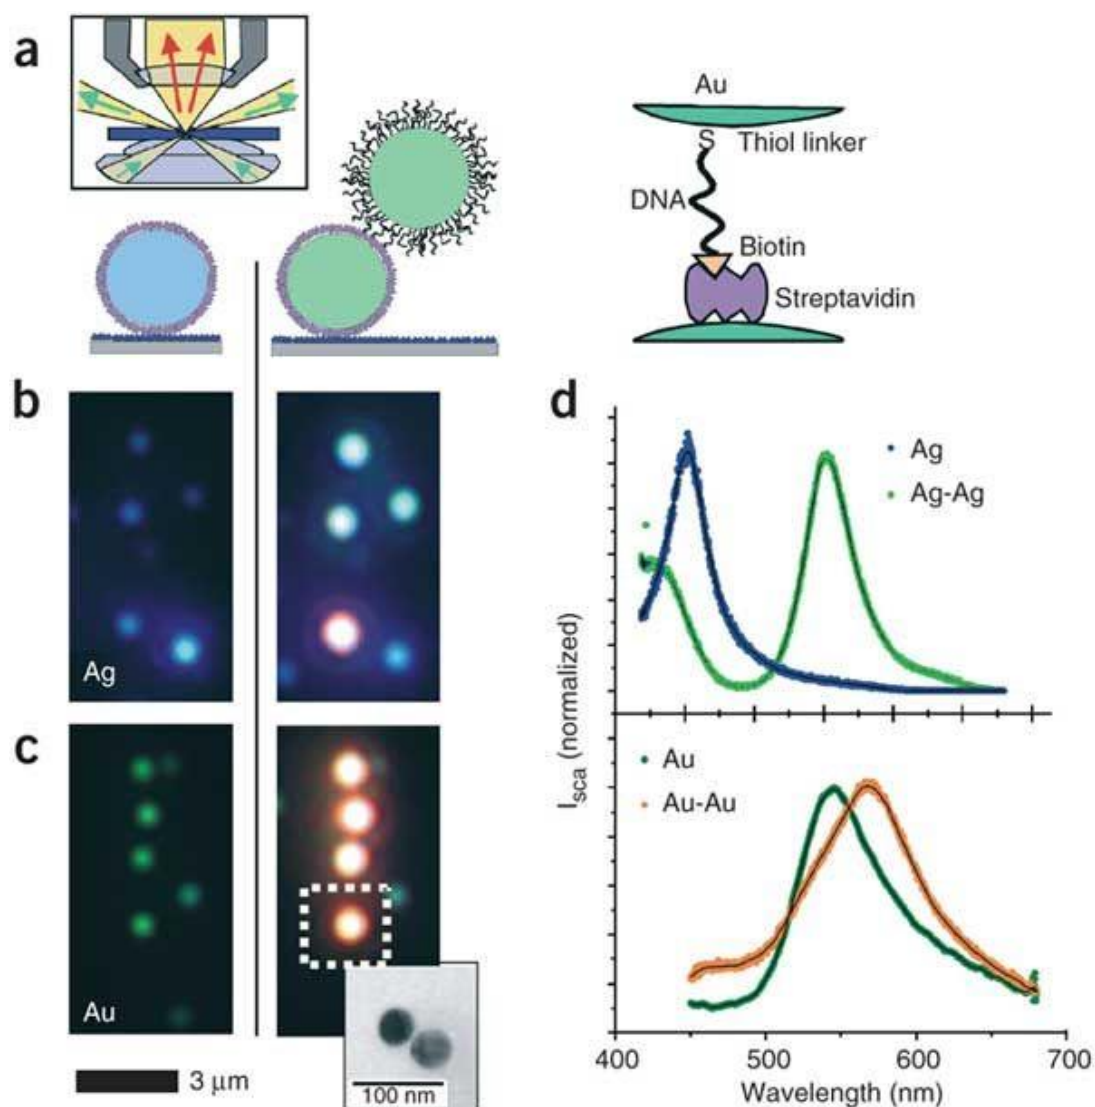 a
Au
S
Thiol linker
DNA
Biotin
Streptavidin
b
Ag
c
Au
3 μm
100 nm
d
Ag
Ag-Ag
Au
Au-Au
I_sca (normalized)
400 500 600 700
Wavelength (nm)